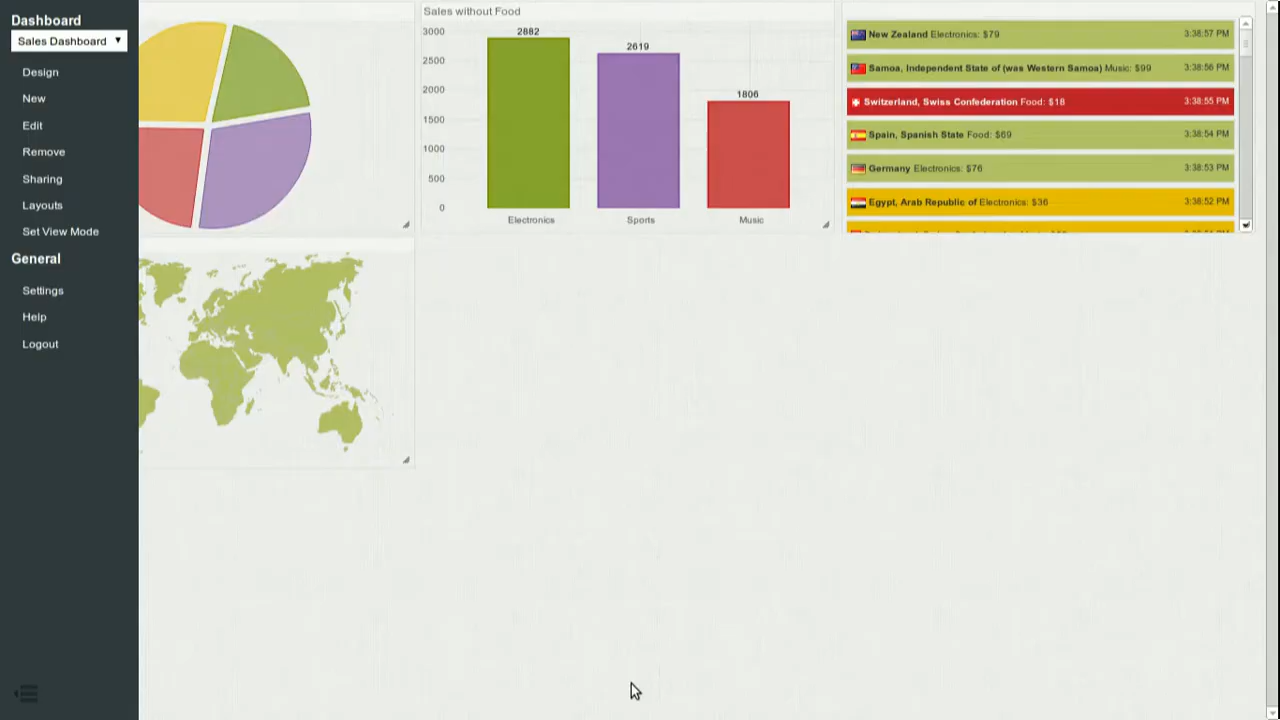 Dashboard
Sales Dashboard
Design
New
Edit
Remove
Sharing
Layouts
Set View Mode
General
Settings
Help
Logout
Sales without Food
3000
2500
2000
1500
1000
500
0
2882
2619
1806
Electronics
Sports
Music
New Zealand Electronics: $79 3:38:57 PM
Samoa, Independent State of (was Western Samoa) Music: $99 3:38:56 PM
Switzerland, Swiss Confederation Food: $18 3:38:55 PM
Spain, Spanish State Food: $69 3:38:54 PM
Germany Electronics: $76 3:38:53 PM
Egypt, Arab Republic of Electronics: $36 3:38:52 PM